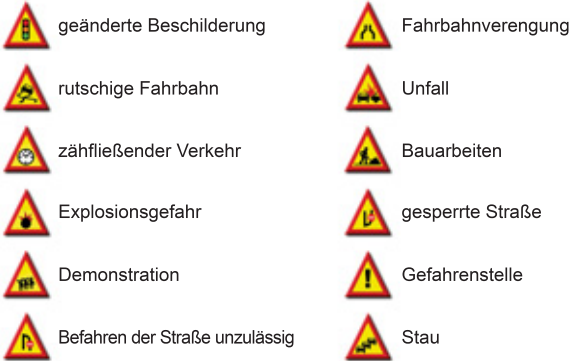 geänderte Beschilderung
rutschige Fahrbahn
zähfließender Verkehr
Explosionsgefahr
Demonstration
Befahren der Straße unzulässig
Fahrbahnverengung
Unfall
Bauarbeiten
gesperrte Straße
Gefahrenstelle
Stau